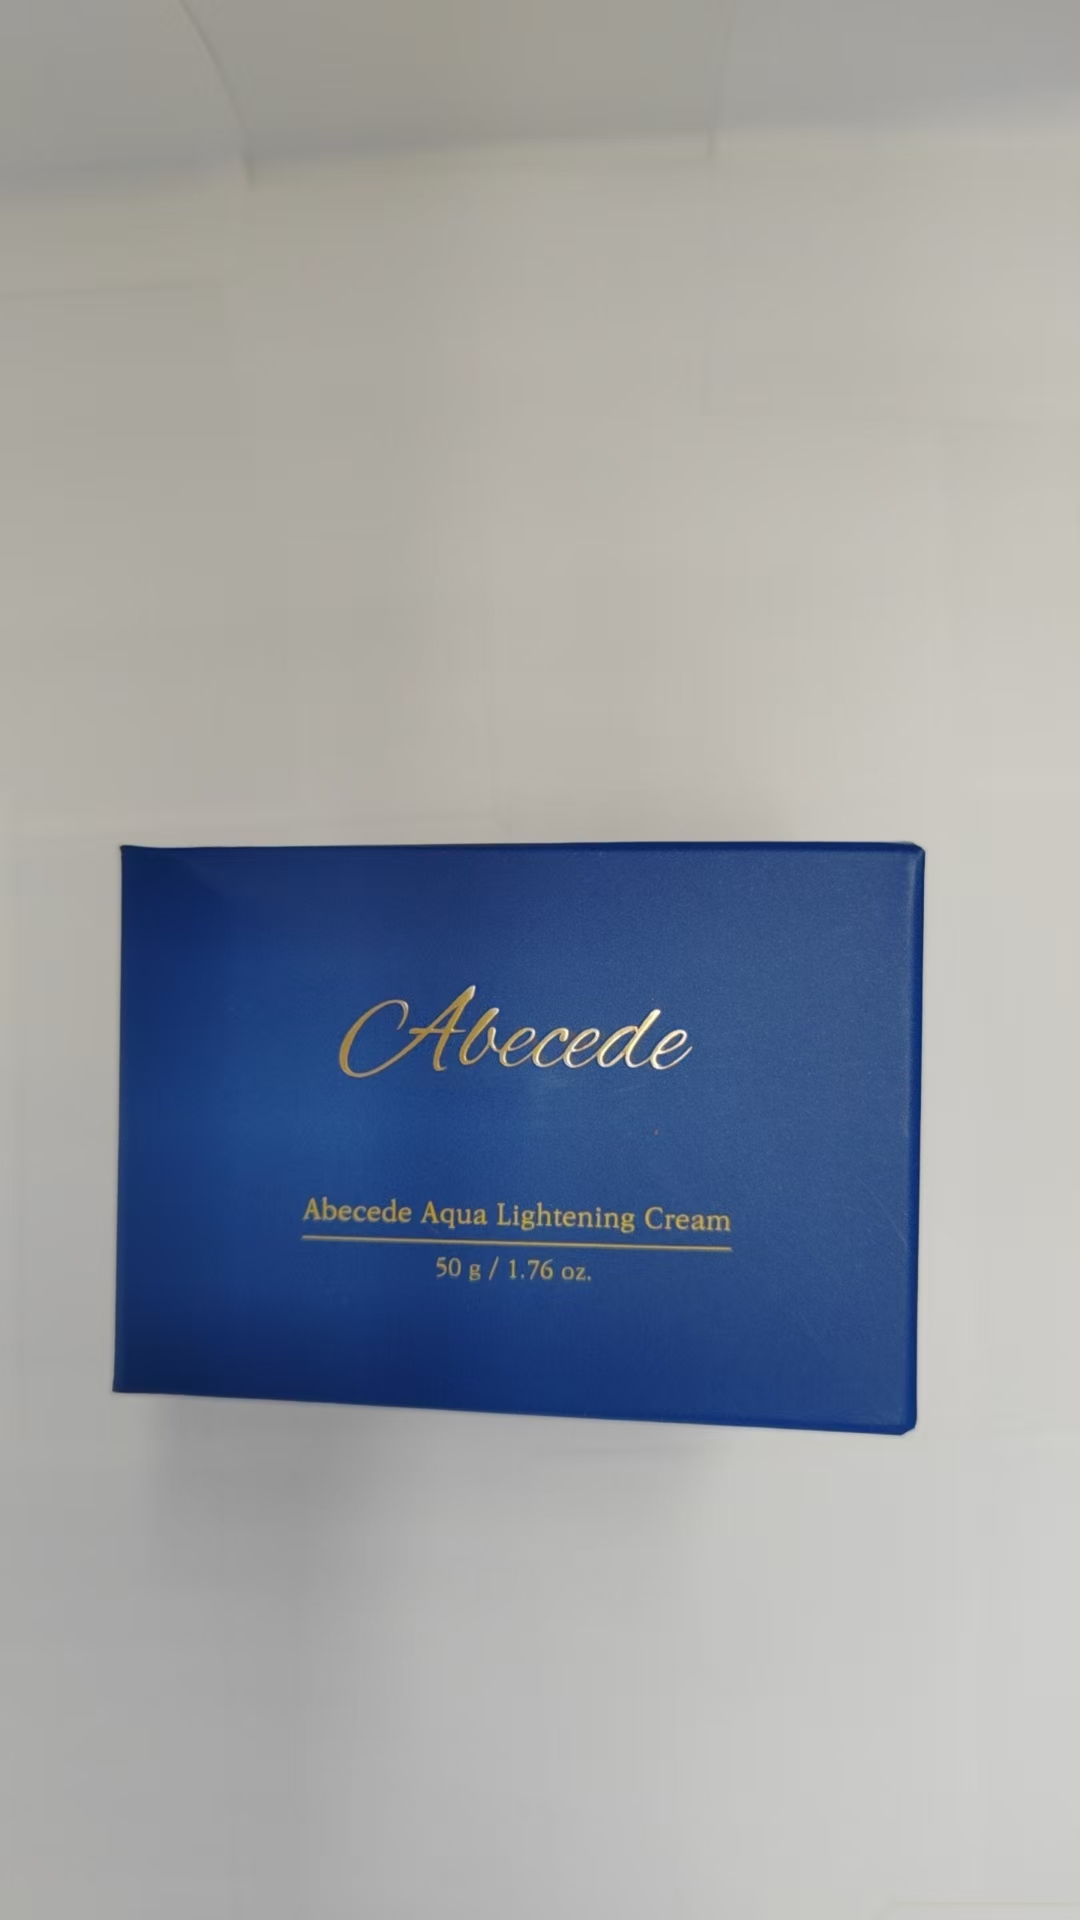 Abecede
Abecede Aqua Lightening Cream
50 g / 1.76 oz.